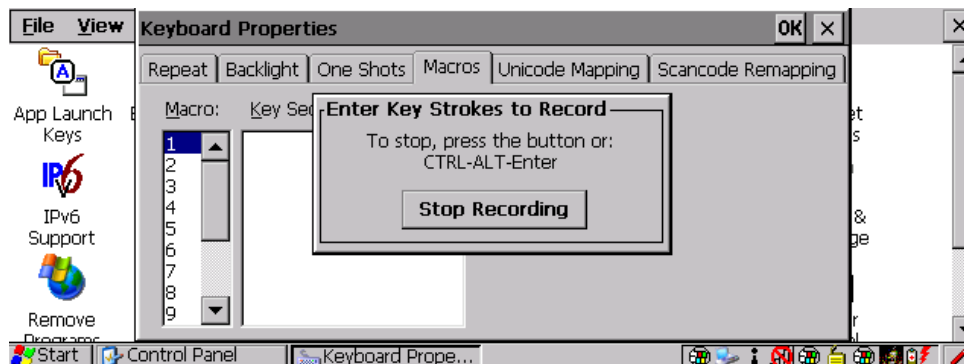 File View
Keyboard Properties OK
Repeat Backlight One Shots Macros Unicode Mapping Scancode Remapping
App Launch
Keys
IPv6
IPv6
Support
Remove
Programs
Macro: Key
1
2
3
4
5
6
7
8
9
Enter Key Strokes to Record
To stop, press the button or:
CTRL-ALT-Enter
Stop Recording
&
Start Control Panel Keyboard Prope...